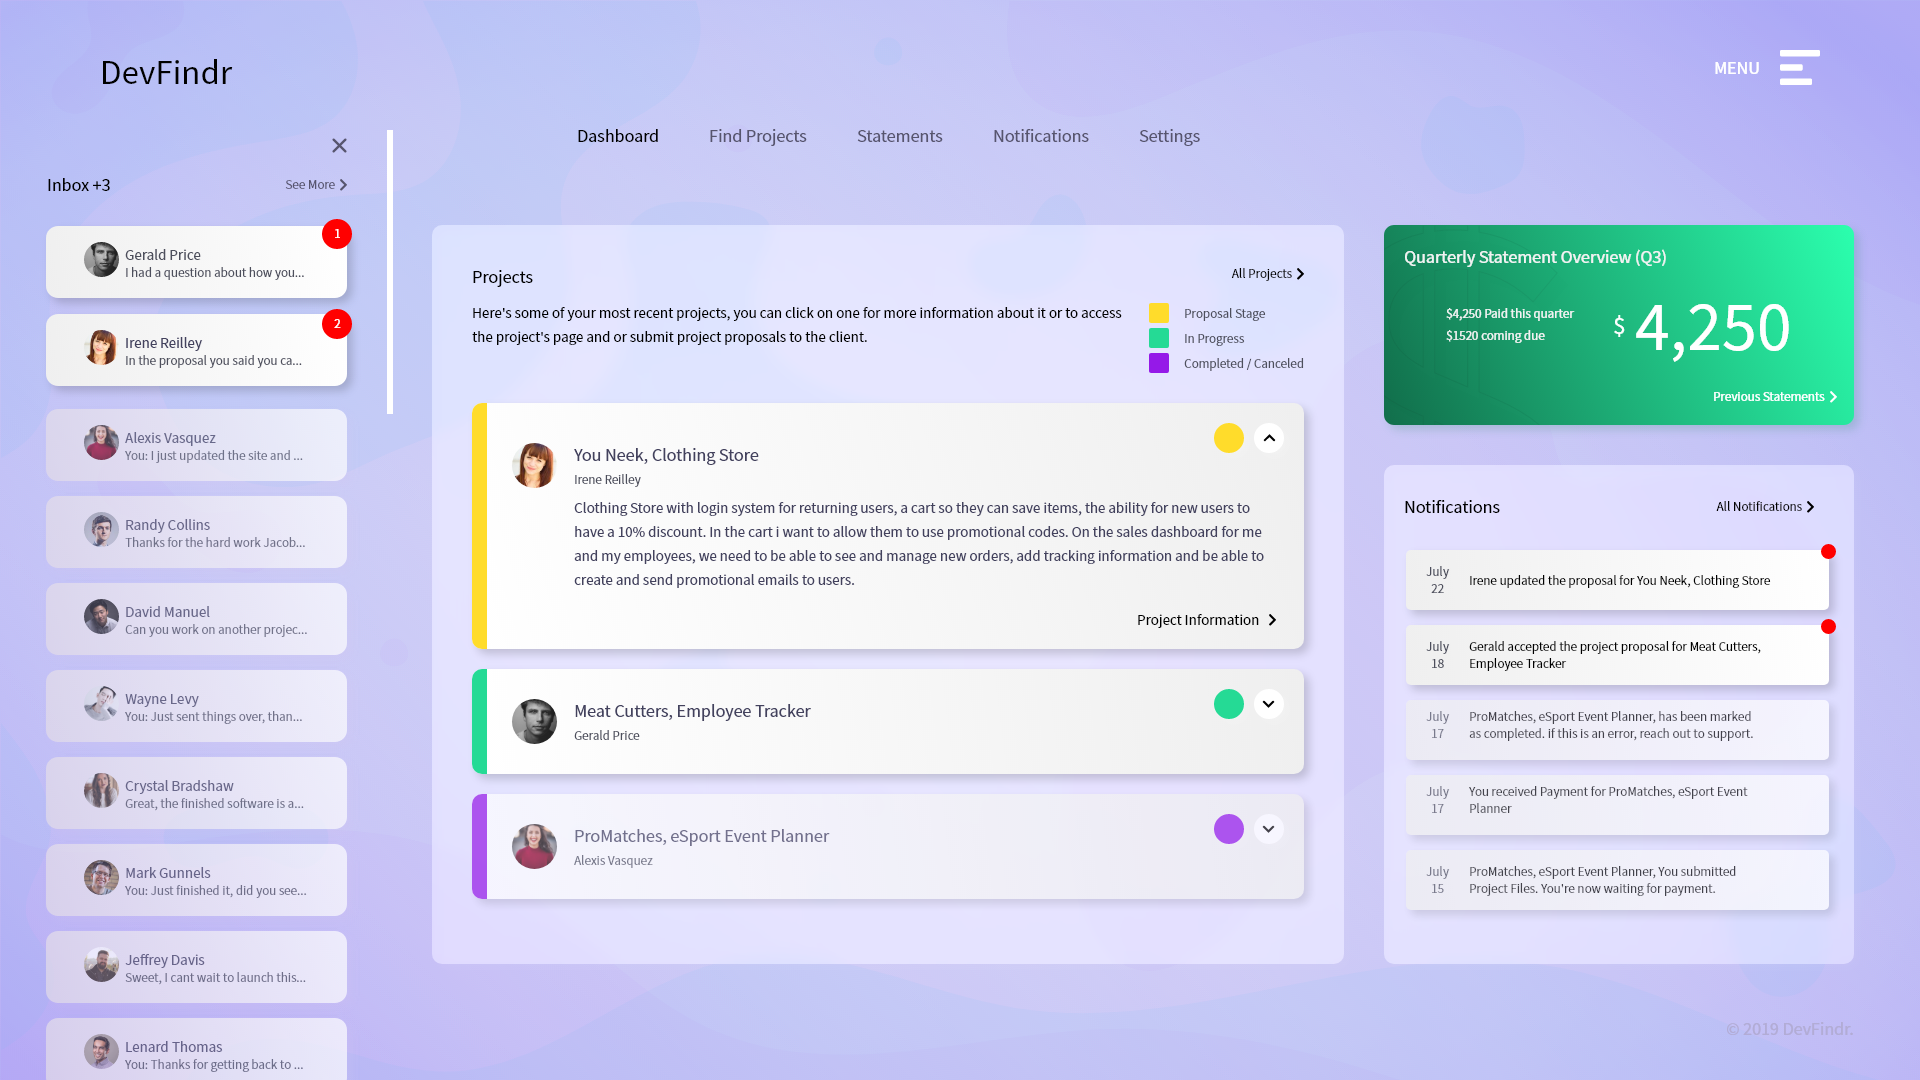 DevFindr
MENU
Dashboard
Find Projects
Statements
Notifications
Settings
Inbox +3
See More
1
Gerald Price
I had a question about how you...
2
Irene Reilley
In the proposal you said you ca...
Alexis Vasquez
You: I just updated the site and ...
Randy Collins
Thanks for the hard work Jacob...
David Manuel
Can you work on another projec...
Wayne Levy
You: Just sent things over, than...
Crystal Bradshaw
Great, the finished software is a...
Mark Gunnels
You: Just finished it, did you see...
Jeffrey Davis
Sweet, I cant wait to launch this...
Lenard Thomas
You: Thanks for getting back to ...
Projects
All Projects
Here's some of your most recent projects, you can click on one for more information about it or to access
the project's page and or submit project proposals to the client.
Proposal Stage
In Progress
Completed / Canceled
You Neek, Clothing Store
Irene Reilley
Clothing Store with login system for returning users, a cart so they can save items, the ability for new users to
have a 10% discount. In the cart i want to allow them to use promotional codes. On the sales dashboard for me
and my employees, we need to be able to see and manage new orders, add tracking information and be able to
create and send promotional emails to users.
Project Information
Meat Cutters, Employee Tracker
Gerald Price
ProMatches, eSport Event Planner
Alexis Vasquez
Quarterly Statement Overview (Q3)
$4,250 Paid this quarter
$1520 coming due
$ 4,250
Previous Statements
Notifications
All Notifications
July
22
Irene updated the proposal for You Neek, Clothing Store
July
18
Gerald accepted the project proposal for Meat Cutters,
Employee Tracker
July
17
ProMatches, eSport Event Planner, has been marked
as completed. if this is an error, reach out to support.
July
17
You received Payment for ProMatches, eSport Event
Planner
July
15
ProMatches, eSport Event Planner, You submitted
Project Files. You're now waiting for payment.
© 2019 DevFindr.